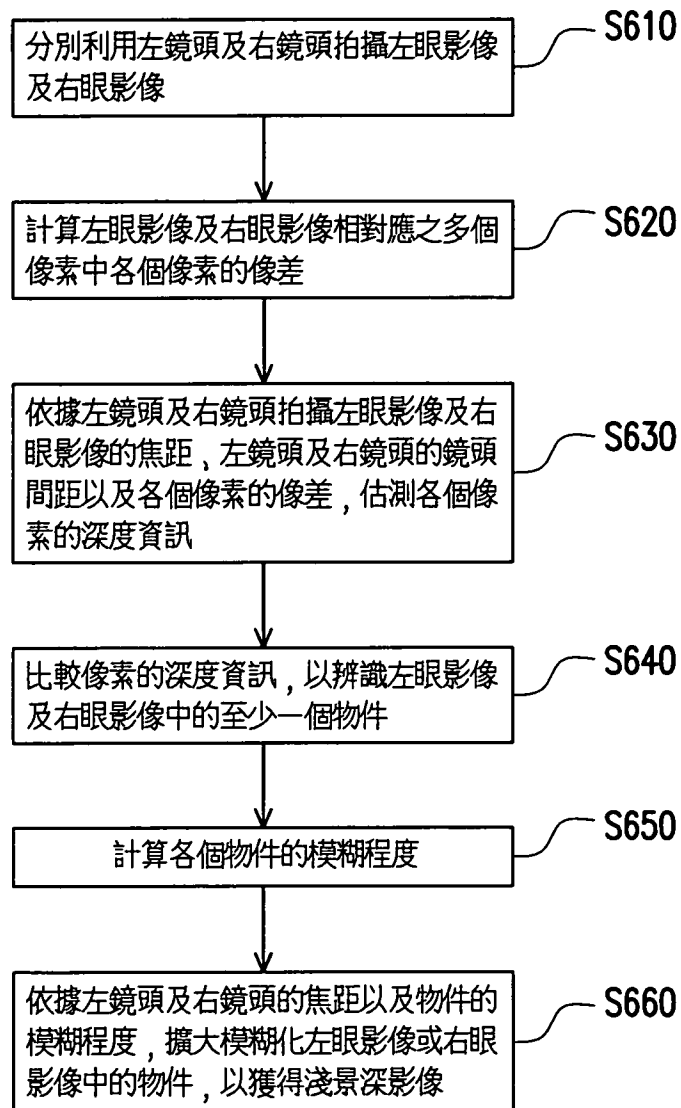 分別利用左鏡頭及右鏡頭拍攝左眼影像
及右眼影像
S610
計算左眼影像及右眼影像相對應之多個
像素中各個像素的像差
S620
依據左鏡頭及右鏡頭拍攝左眼影像及右
眼影像的焦距、左鏡頭及右鏡頭的鏡頭
間距以及各個像素的像差，估測各個像
素的深度資訊
S630
比較像素的深度資訊，以辨識左眼影像
及右眼影像中的至少一個物件
S640
計算各個物件的模糊程度
S650
依據左鏡頭及右鏡頭的焦距以及物件的
模糊程度，擴大模糊化左眼影像或右眼
影像中的物件，以獲得淺景深影像
S660